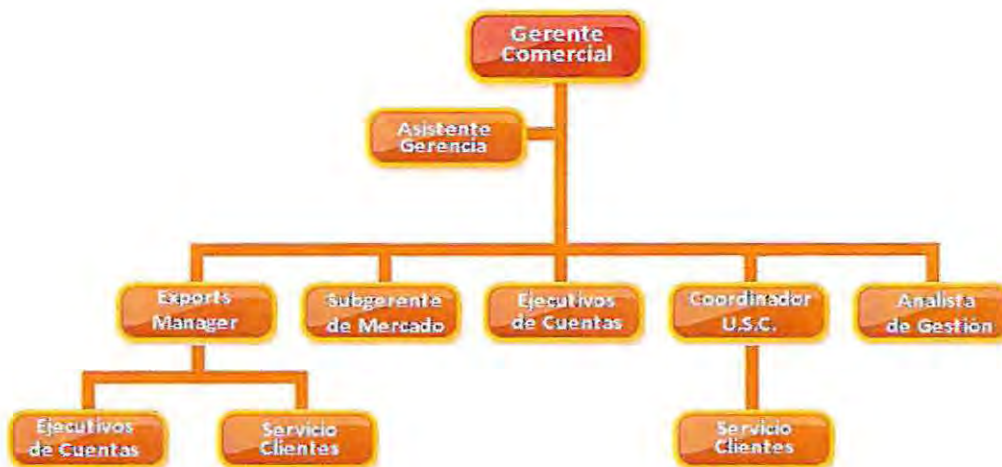 Gerente
Comercial
Asistente
Gerencia
Exports
Manager
Subgerente
de Mercado
Ejecutivos
de Cuentas
Coordinador
U.S.C.
Analista
de Gestión
Ejecutivos
de Cuentas
Servicio
Clientes
Servicio
Clientes